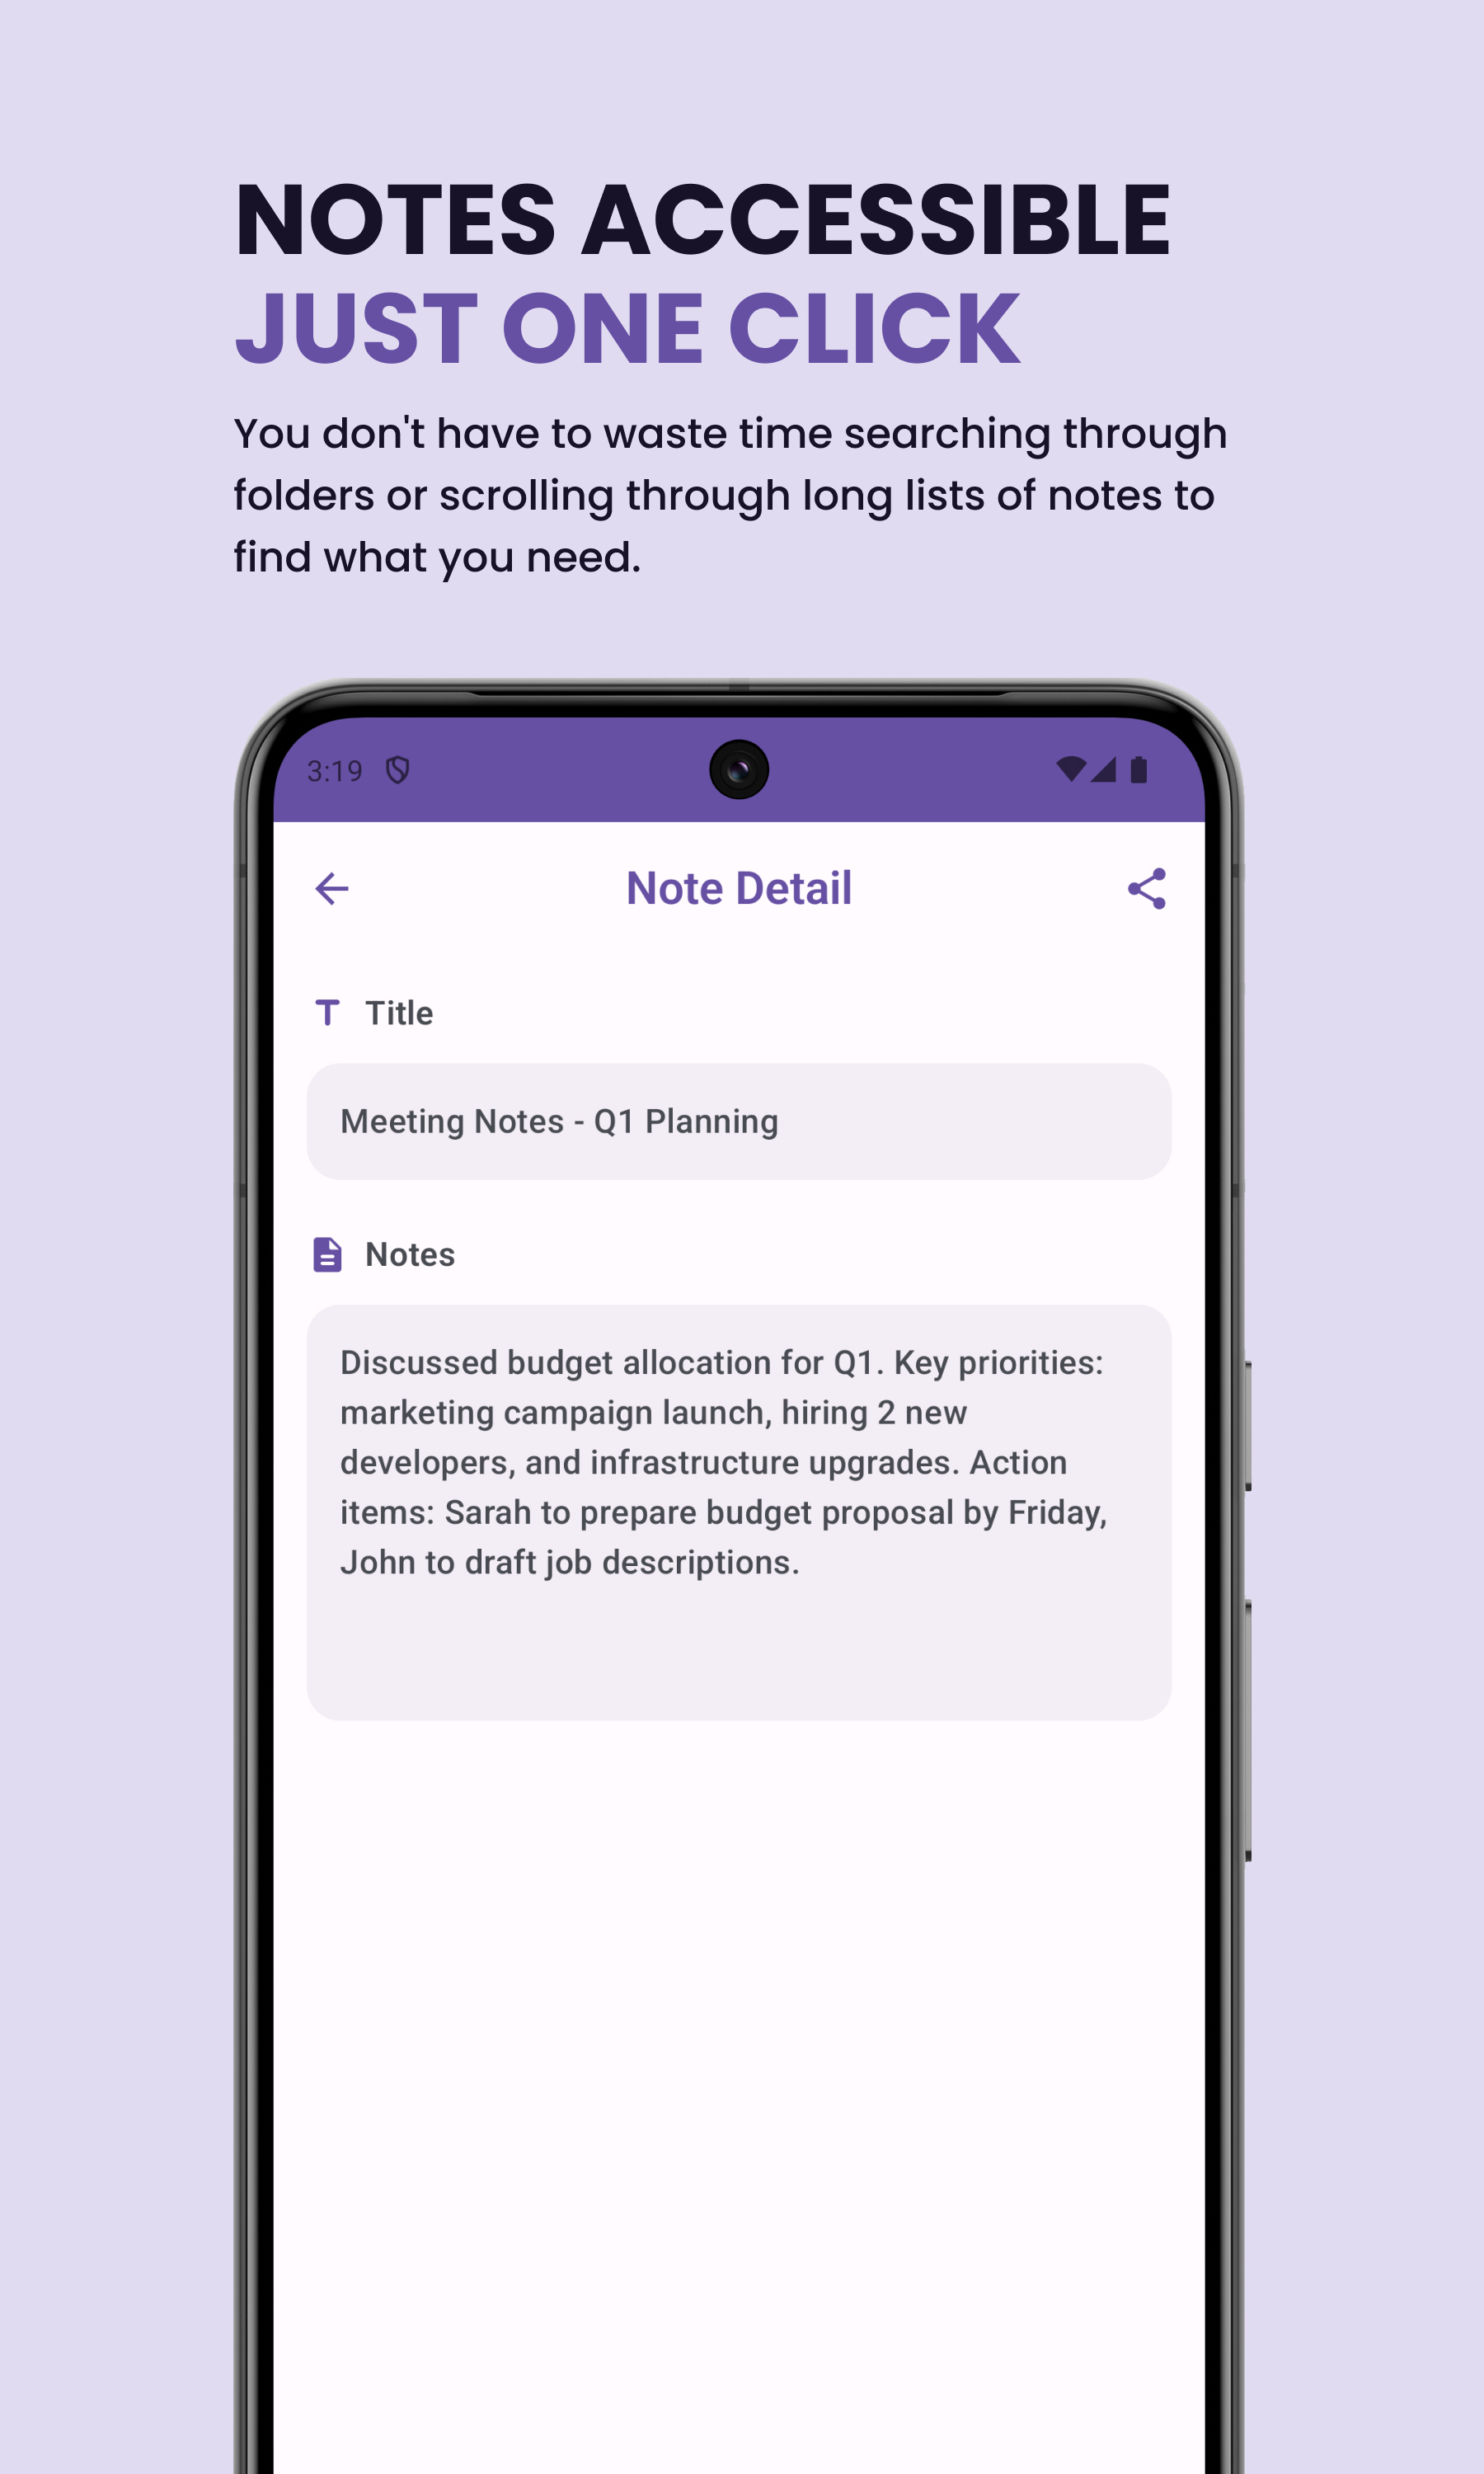 NOTES ACCESSIBLE
JUST ONE CLICK
You don't have to waste time searching through
folders or scrolling through long lists of notes to
find what you need.
3:19
Note Detail
Title
Meeting Notes - Q1 Planning
Notes
Discussed budget allocation for Q1. Key priorities:
marketing campaign launch, hiring 2 new
developers, and infrastructure upgrades. Action
items: Sarah to prepare budget proposal by Friday,
John to draft job descriptions.